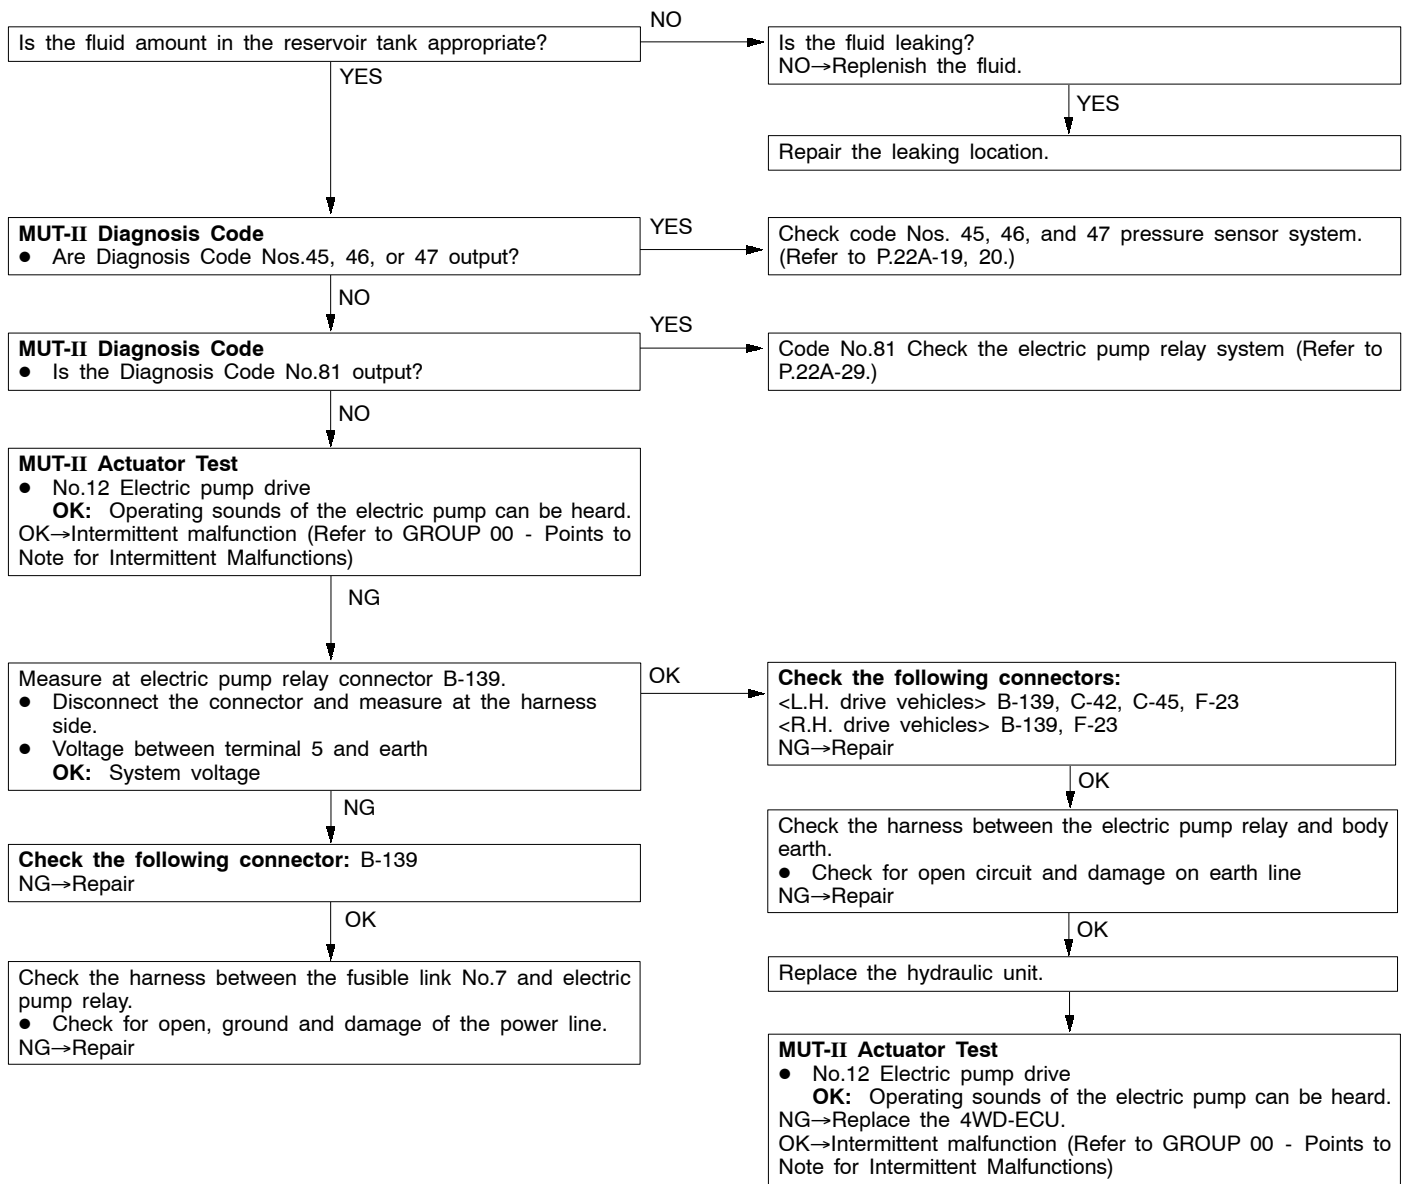 Is the fluid amount in the reservoir tank appropriate?
NO
Is the fluid leaking?
NO→Replenish the fluid.
YES
YES
Repair the leaking location.
MUT-II Diagnosis Code
● Are Diagnosis Code Nos.45, 46, or 47 output?
YES
Check code Nos. 45, 46, and 47 pressure sensor system.
(Refer to P.22A-19, 20.)
NO
MUT-II Diagnosis Code
● Is the Diagnosis Code No.81 output?
YES
Code No.81 Check the electric pump relay system (Refer to
P.22A-29.)
NO
MUT-II Actuator Test
● No.12 Electric pump drive
OK: Operating sounds of the electric pump can be heard.
OK→Intermittent malfunction (Refer to GROUP 00 - Points to
Note for Intermittent Malfunctions)
NG
Measure at electric pump relay connector B-139.
● Disconnect the connector and measure at the harness
side.
● Voltage between terminal 5 and earth
OK: System voltage
OK
Check the following connectors:
<L.H. drive vehicles> B-139, C-42, C-45, F-23
<R.H. drive vehicles> B-139, F-23
NG→Repair
NG
OK
Check the following connector: B-139
NG→Repair
Check the harness between the electric pump relay and body
earth.
● Check for open circuit and damage on earth line
NG→Repair
OK
OK
Check the harness between the fusible link No.7 and electric
pump relay.
● Check for open, ground and damage of the power line.
NG→Repair
Replace the hydraulic unit.
MUT-II Actuator Test
● No.12 Electric pump drive
OK: Operating sounds of the electric pump can be heard.
NG→Replace the 4WD-ECU.
OK→Intermittent malfunction (Refer to GROUP 00 - Points to
Note for Intermittent Malfunctions)